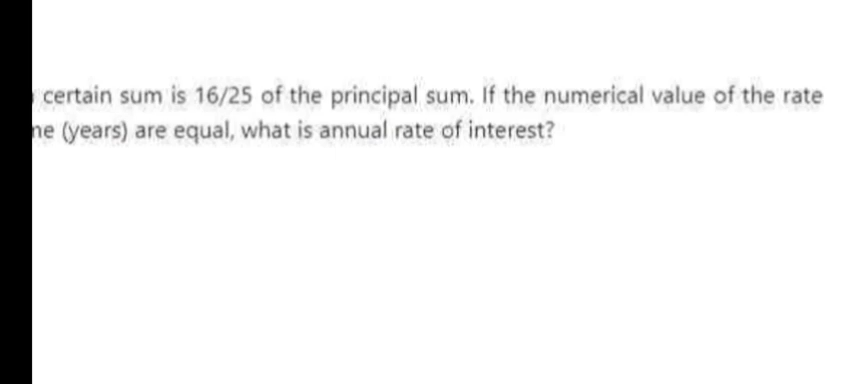 certain sum is 16/25 of the principal sum. If the numerical value of the rate
(years) are equal, what is annual rate of interest?